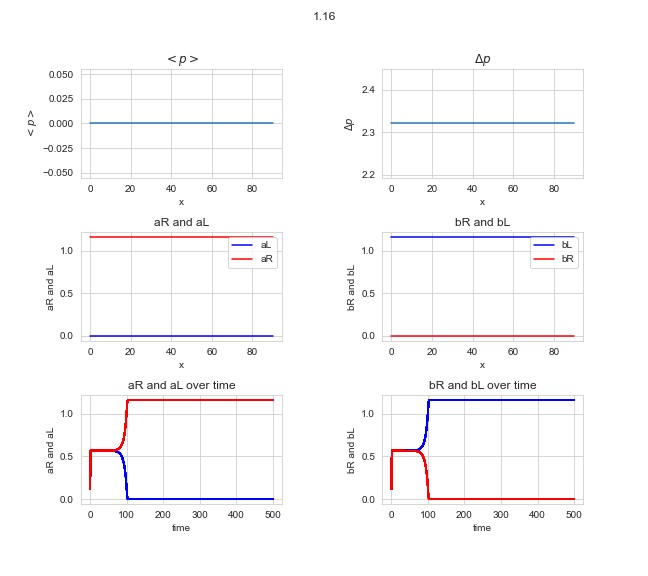 1.16
< p >
Δp
0.050
0.025
0.000
−0.025
−0.050
< p >
0 20 40 60 80
x
2.4
2.3
2.2
Δp
0 20 40 60 80
x
aR and aL
1.0
0.5
0.0
aR and aL
aL
aR
0 20 40 60 80
x
bR and bL
1.0
0.5
0.0
bR and bL
bL
bR
0 20 40 60 80
x
aR and aL over time
1.0
0.5
0.0
aR and aL
0 100 200 300 400 500
time
bR and bL over time
1.0
0.5
0.0
bR and bL
0 100 200 300 400 500
time